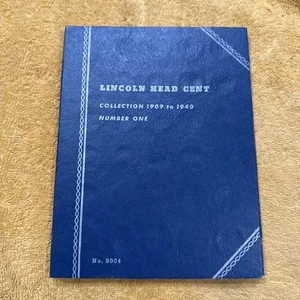 LINCOLN HEAD CENT
COLLECTION 1909 to 1940
NUMBER ONE
No. 9004